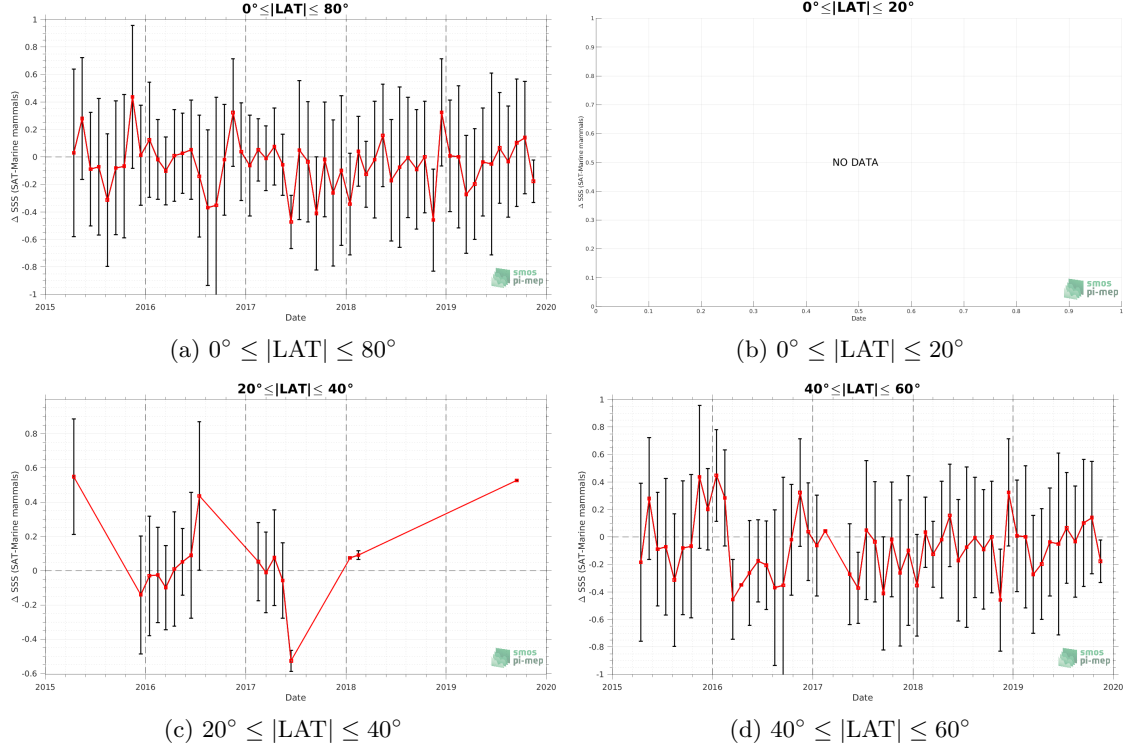 0°≤|LAT|≤ 80°
Δ SSS (SAT-Marine mammals)
1
0.8
0.6
0.4
0.2
0
-0.2
-0.4
-0.6
-0.8
-1
2015 2016 2017 2018 2019 2020
Date
smos
pi-mep
(a) 0° ≤ |LAT| ≤ 80°
0°≤|LAT|≤ 20°
Δ SSS (SAT-Marine mammals)
1
0.9
0.8
0.7
0.6
0.5
0.4
0.3
0.2
0.1
0
NO DATA
0 0.1 0.2 0.3 0.4 0.5 0.6 0.7 0.8 0.9 1
Date
smos
pi-mep
(b) 0° ≤ |LAT| ≤ 20°
20°≤|LAT|≤ 40°
Δ SSS (SAT-Marine mammals)
0.8
0.6
0.4
0.2
0
-0.2
-0.4
-0.6
2015 2016 2017 2018 2019 2020
Date
smos
pi-mep
(c) 20° ≤ |LAT| ≤ 40°
40°≤|LAT|≤ 60°
Δ SSS (SAT-Marine mammals)
1
0.8
0.6
0.4
0.2
0
-0.2
-0.4
-0.6
-0.8
-1
2015 2016 2017 2018 2019 2020
Date
smos
pi-mep
(d) 40° ≤ |LAT| ≤ 60°